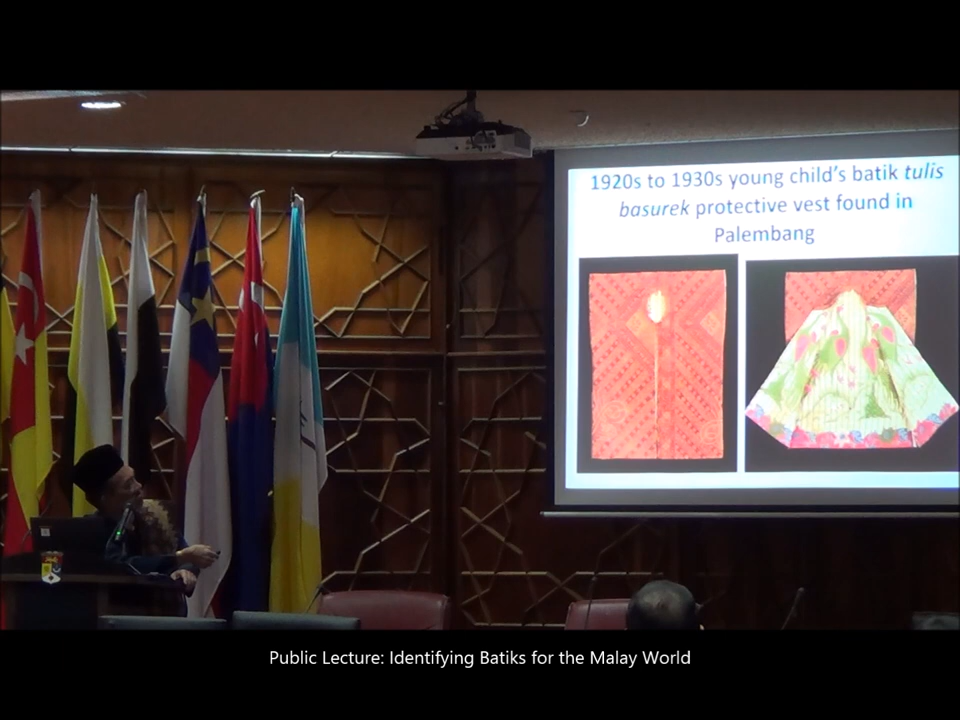 1920s to 1930s young child’s batik tulis
basurek protective vest found in
Palembang
Public Lecture: Identifying Batiks for the Malay World